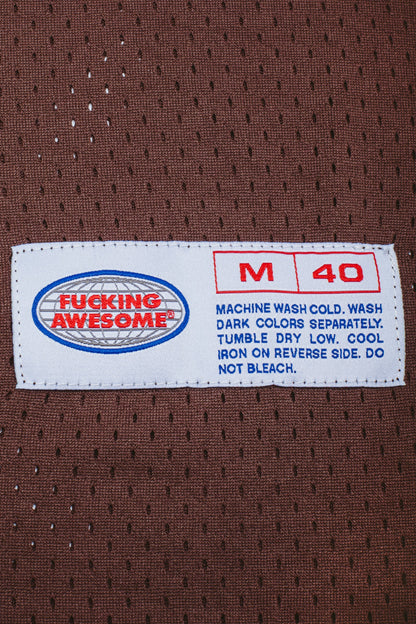 FUCKING
AWESOME®
M 40
MACHINE WASH COLD. WASH
DARK COLORS SEPARATELY.
TUMBLE DRY LOW. COOL
IRON ON REVERSE SIDE. DO
NOT BLEACH.